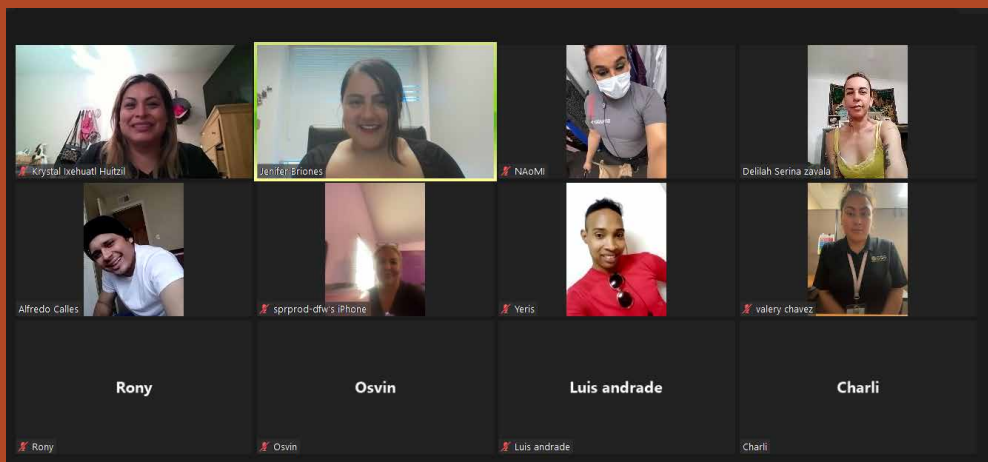 Krystal Ixehuatl Huitzil
Jenifer Briones
NAoMI
Delilah Serina zavala
Alfredo Calles
sprprod-dfw's iPhone
Yeris
valery chavez
Rony
Osvin
Luis andrade
Charli
Rony
Osvin
Luis andrade
Charli